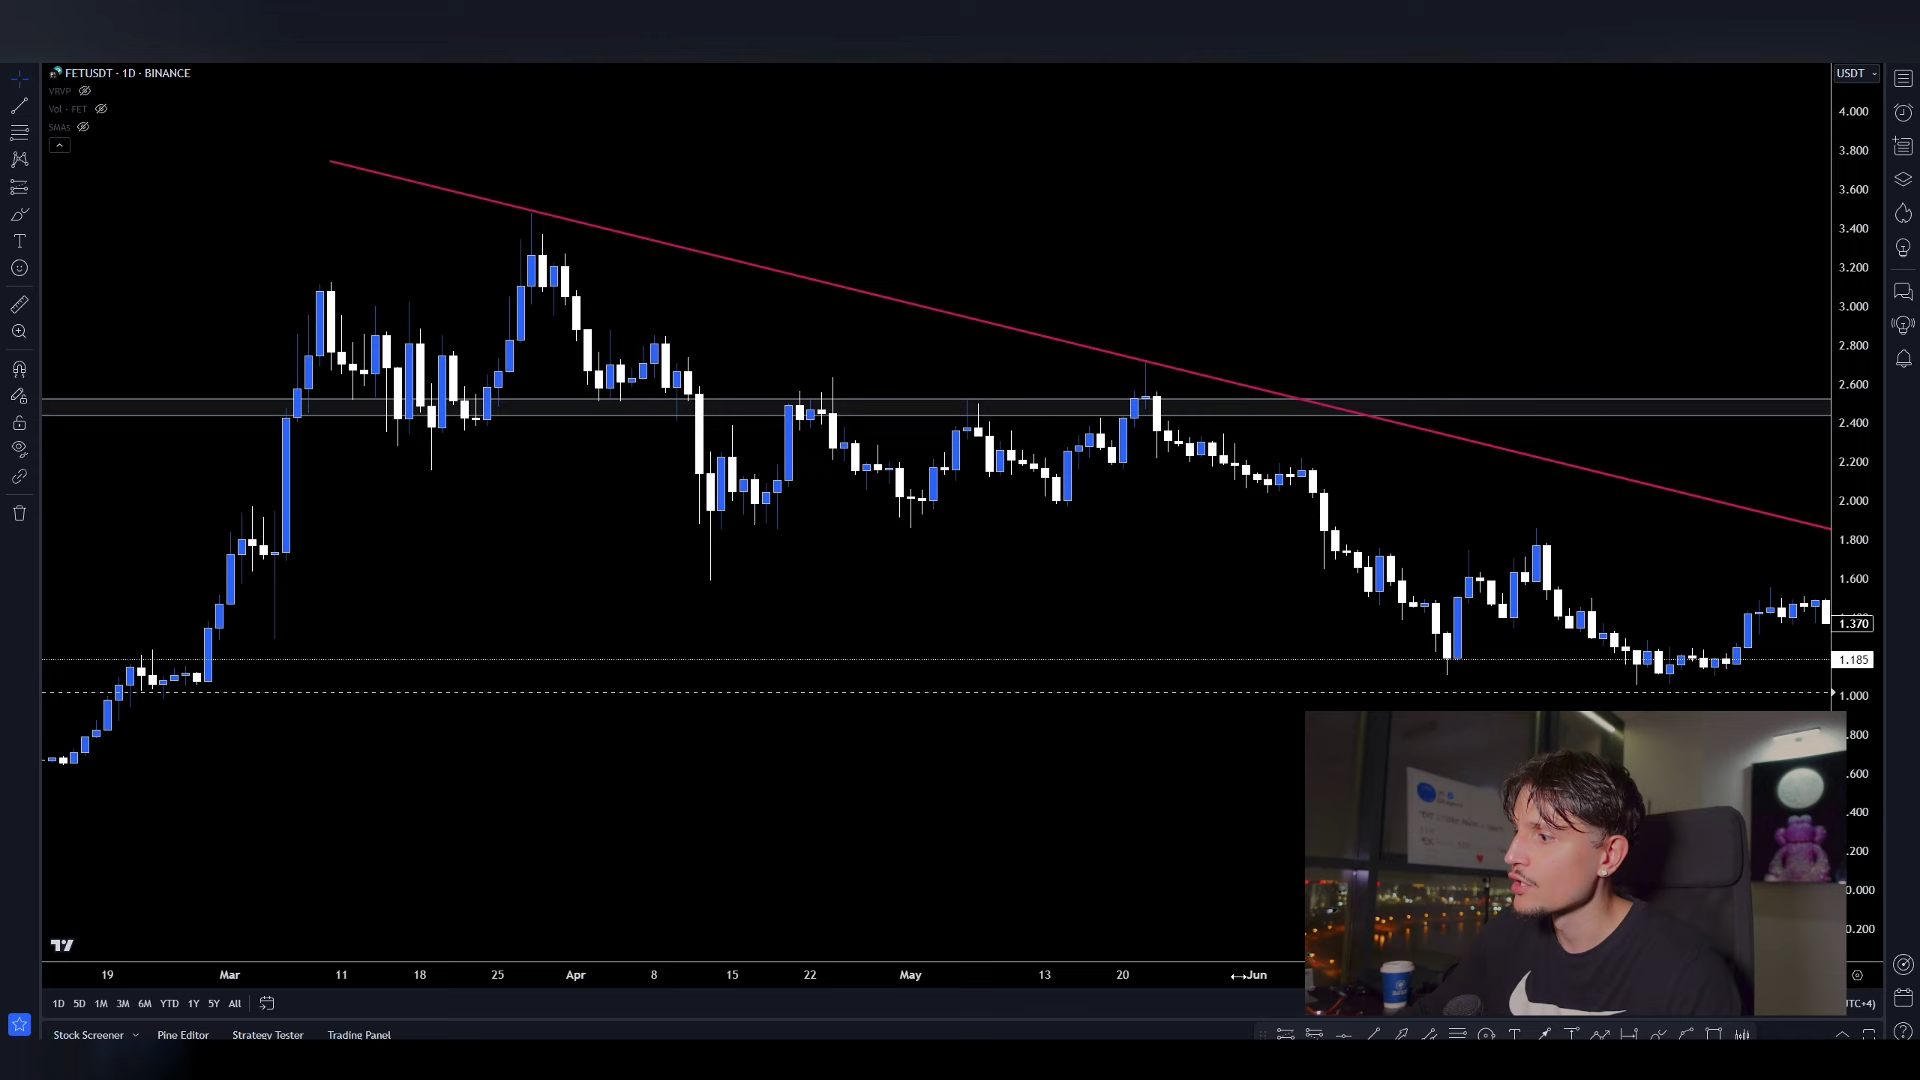 FETUSDT · 1D · BINANCE
USDT
VRVP
Vol · FET
SMAs
4.000
3.800
3.600
3.400
3.200
3.000
2.800
2.600
2.400
2.200
2.000
1.800
1.600
1.370
1.185
1.000
.800
.600
.400
.200
0.000
0.200
19
Mar
11
18
25
Apr
8
15
22
May
13
20
Jun
1D 5D 1M 3M 6M YTD 1Y 5Y All
TC+4)
Stock Screener Pine Editor Strategy Tester Trading Panel